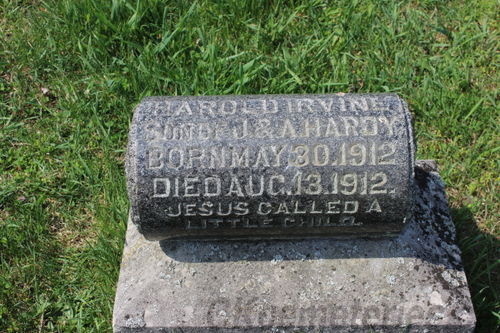 HAROLD IRVINE
SON OF J & A HARDY
BORN MAY. 30. 1912
DIED AUG. 13. 1912.
JESUS CALLED A
LITTLE CHILD.